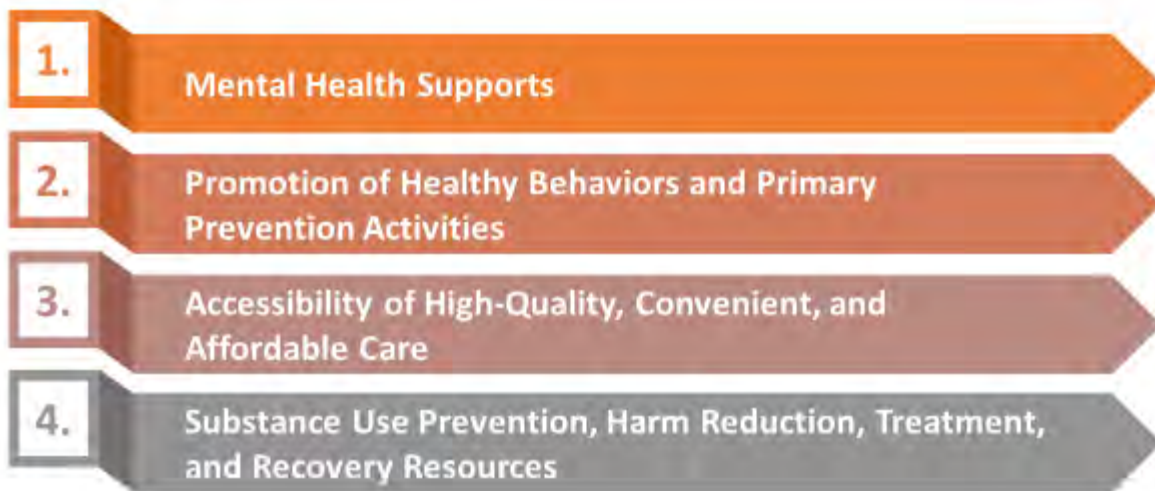 1.
Mental Health Supports
2.
Promotion of Healthy Behaviors and Primary
Prevention Activities
3.
Accessibility of High-Quality, Convenient, and
Affordable Care
4.
Substance Use Prevention, Harm Reduction, Treatment,
and Recovery Resources